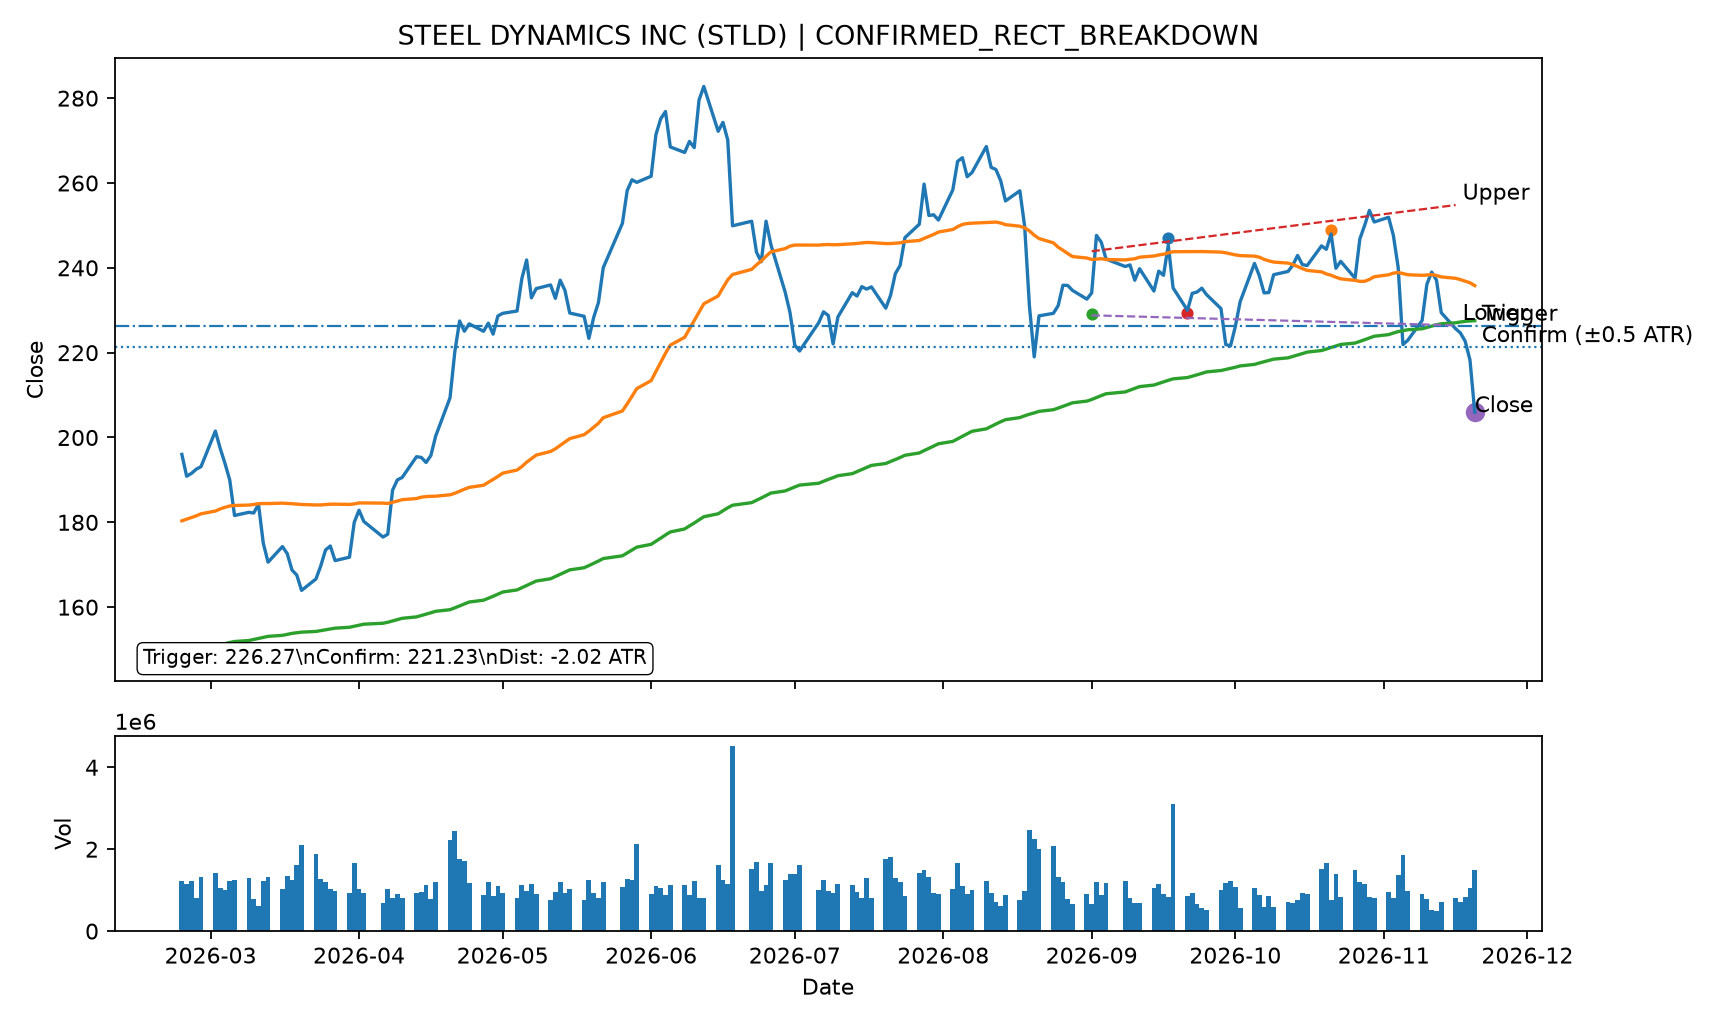 STEEL DYNAMICS INC (STLD) | CONFIRMED_RECT_BREAKDOWN
Close
280
260
240
220
200
180
160
Upper
Lower
Trigger
Confirm (±0.5 ATR)
Close
Trigger: 226.27\nConfirm: 221.23\nDist: -2.02 ATR
1e6
Vol
4
2
0
2026-03 2026-04 2026-05 2026-06 2026-07 2026-08 2026-09 2026-10 2026-11 2026-12
Date